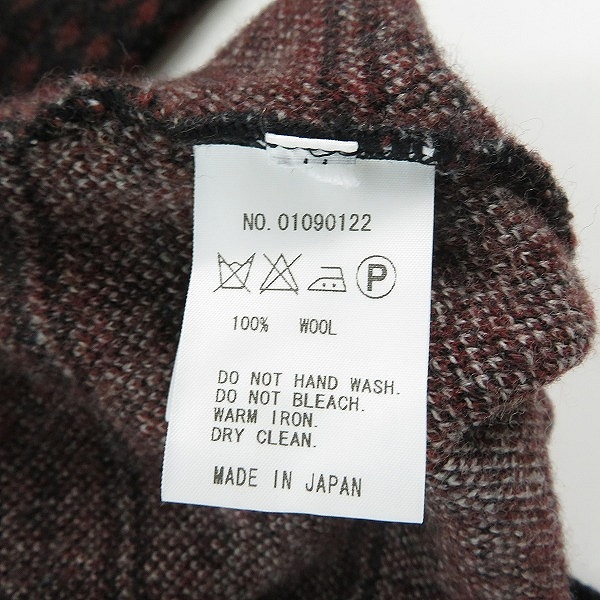 NO. 01090122
P
100% WOOL
DO NOT HAND WASH.
DO NOT BLEACH.
WARM IRON.
DRY CLEAN.
MADE IN JAPAN